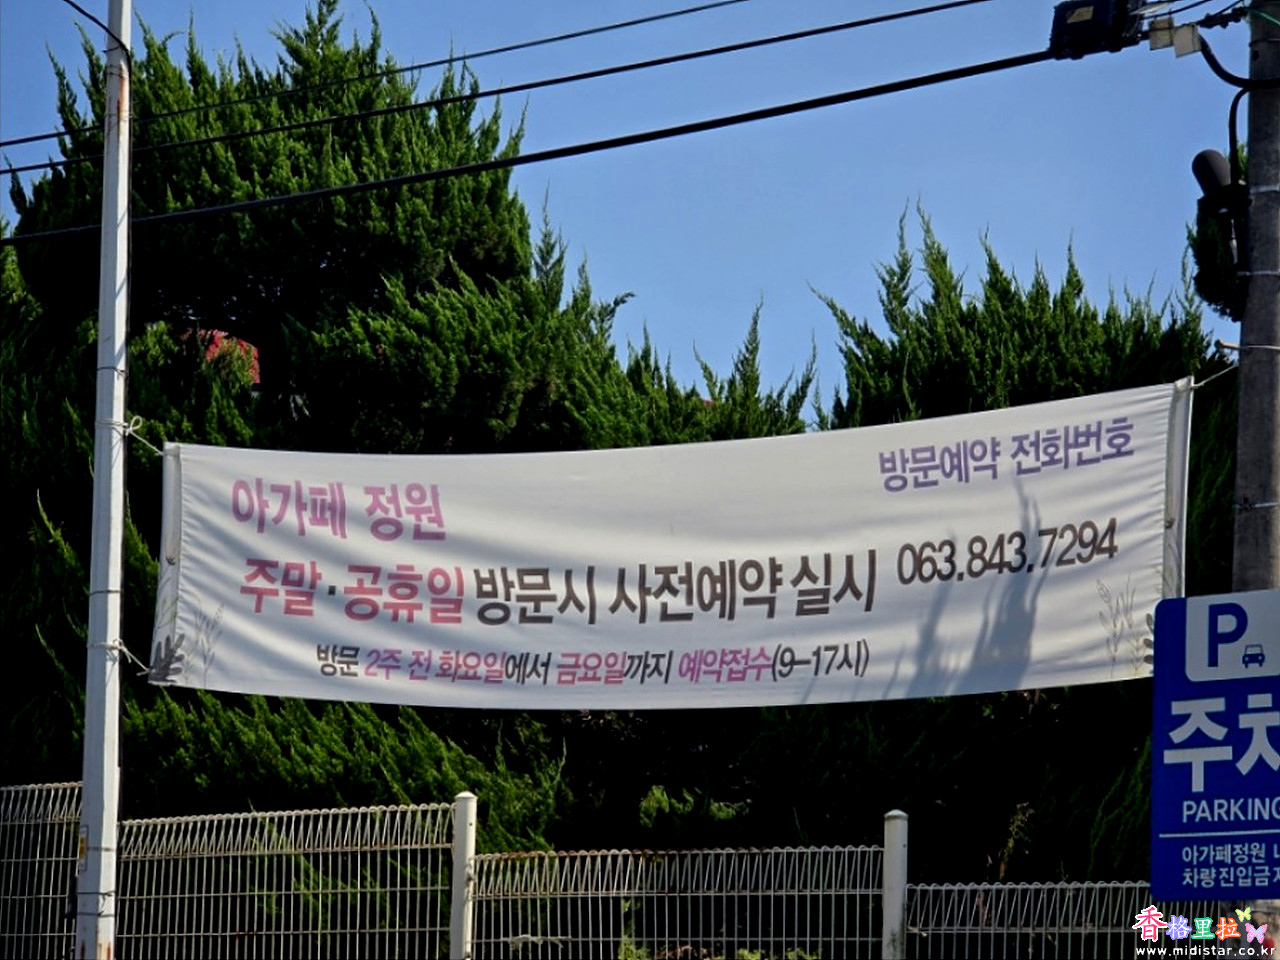 아가페 정원
방문예약 전화번호
주말·공휴일 방문시 사전예약 실시 063.843.7294
방문 2주 전 화요일에서 금요일까지 예약접수(9-17시)
P
주차
PARKING
아가페정원
차량진입금지
香格里拉
www.midistar.co.kr